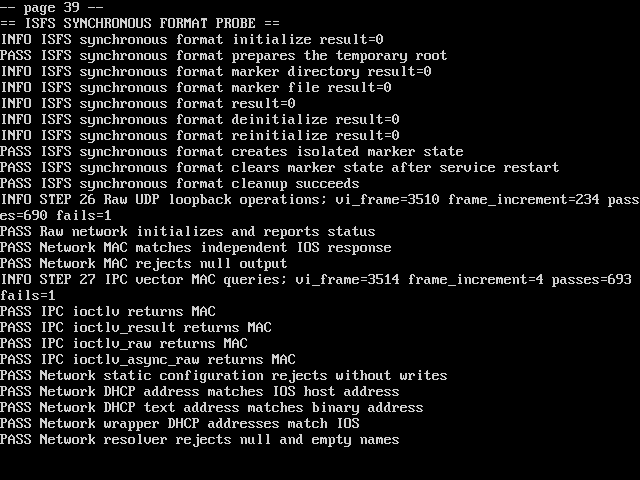 -- page 39 --
== ISFS SYNCHRONOUS FORMAT PROBE ==
INFO ISFS synchronous format initialize result=0
PASS ISFS synchronous format prepares the temporary root
INFO ISFS synchronous format marker directory result=0
INFO ISFS synchronous format marker file result=0
INFO ISFS synchronous format result=0
INFO ISFS synchronous format deinitialize result=0
INFO ISFS synchronous format reinitialize result=0
PASS ISFS synchronous format creates isolated marker state
PASS ISFS synchronous format clears marker state after service restart
PASS ISFS synchronous format cleanup succeeds
INFO STEP 26 Raw UDP loopback operations; vi_frame=3510 frame_increment=234 pass
es=690 fails=1
PASS Raw network initializes and reports status
PASS Network MAC matches independent IOS response
PASS Network MAC rejects null output
INFO STEP 27 IPC vector MAC queries; vi_frame=3514 frame_increment=4 passes=693
fails=1
PASS IPC ioctlv returns MAC
PASS IPC ioctlv_result returns MAC
PASS IPC ioctlv_raw returns MAC
PASS IPC ioctlv_async_raw returns MAC
PASS Network static configuration rejects without writes
PASS Network DHCP address matches IOS host address
PASS Network DHCP text address matches binary address
PASS Network wrapper DHCP addresses match IOS
PASS Network resolver rejects null and empty names